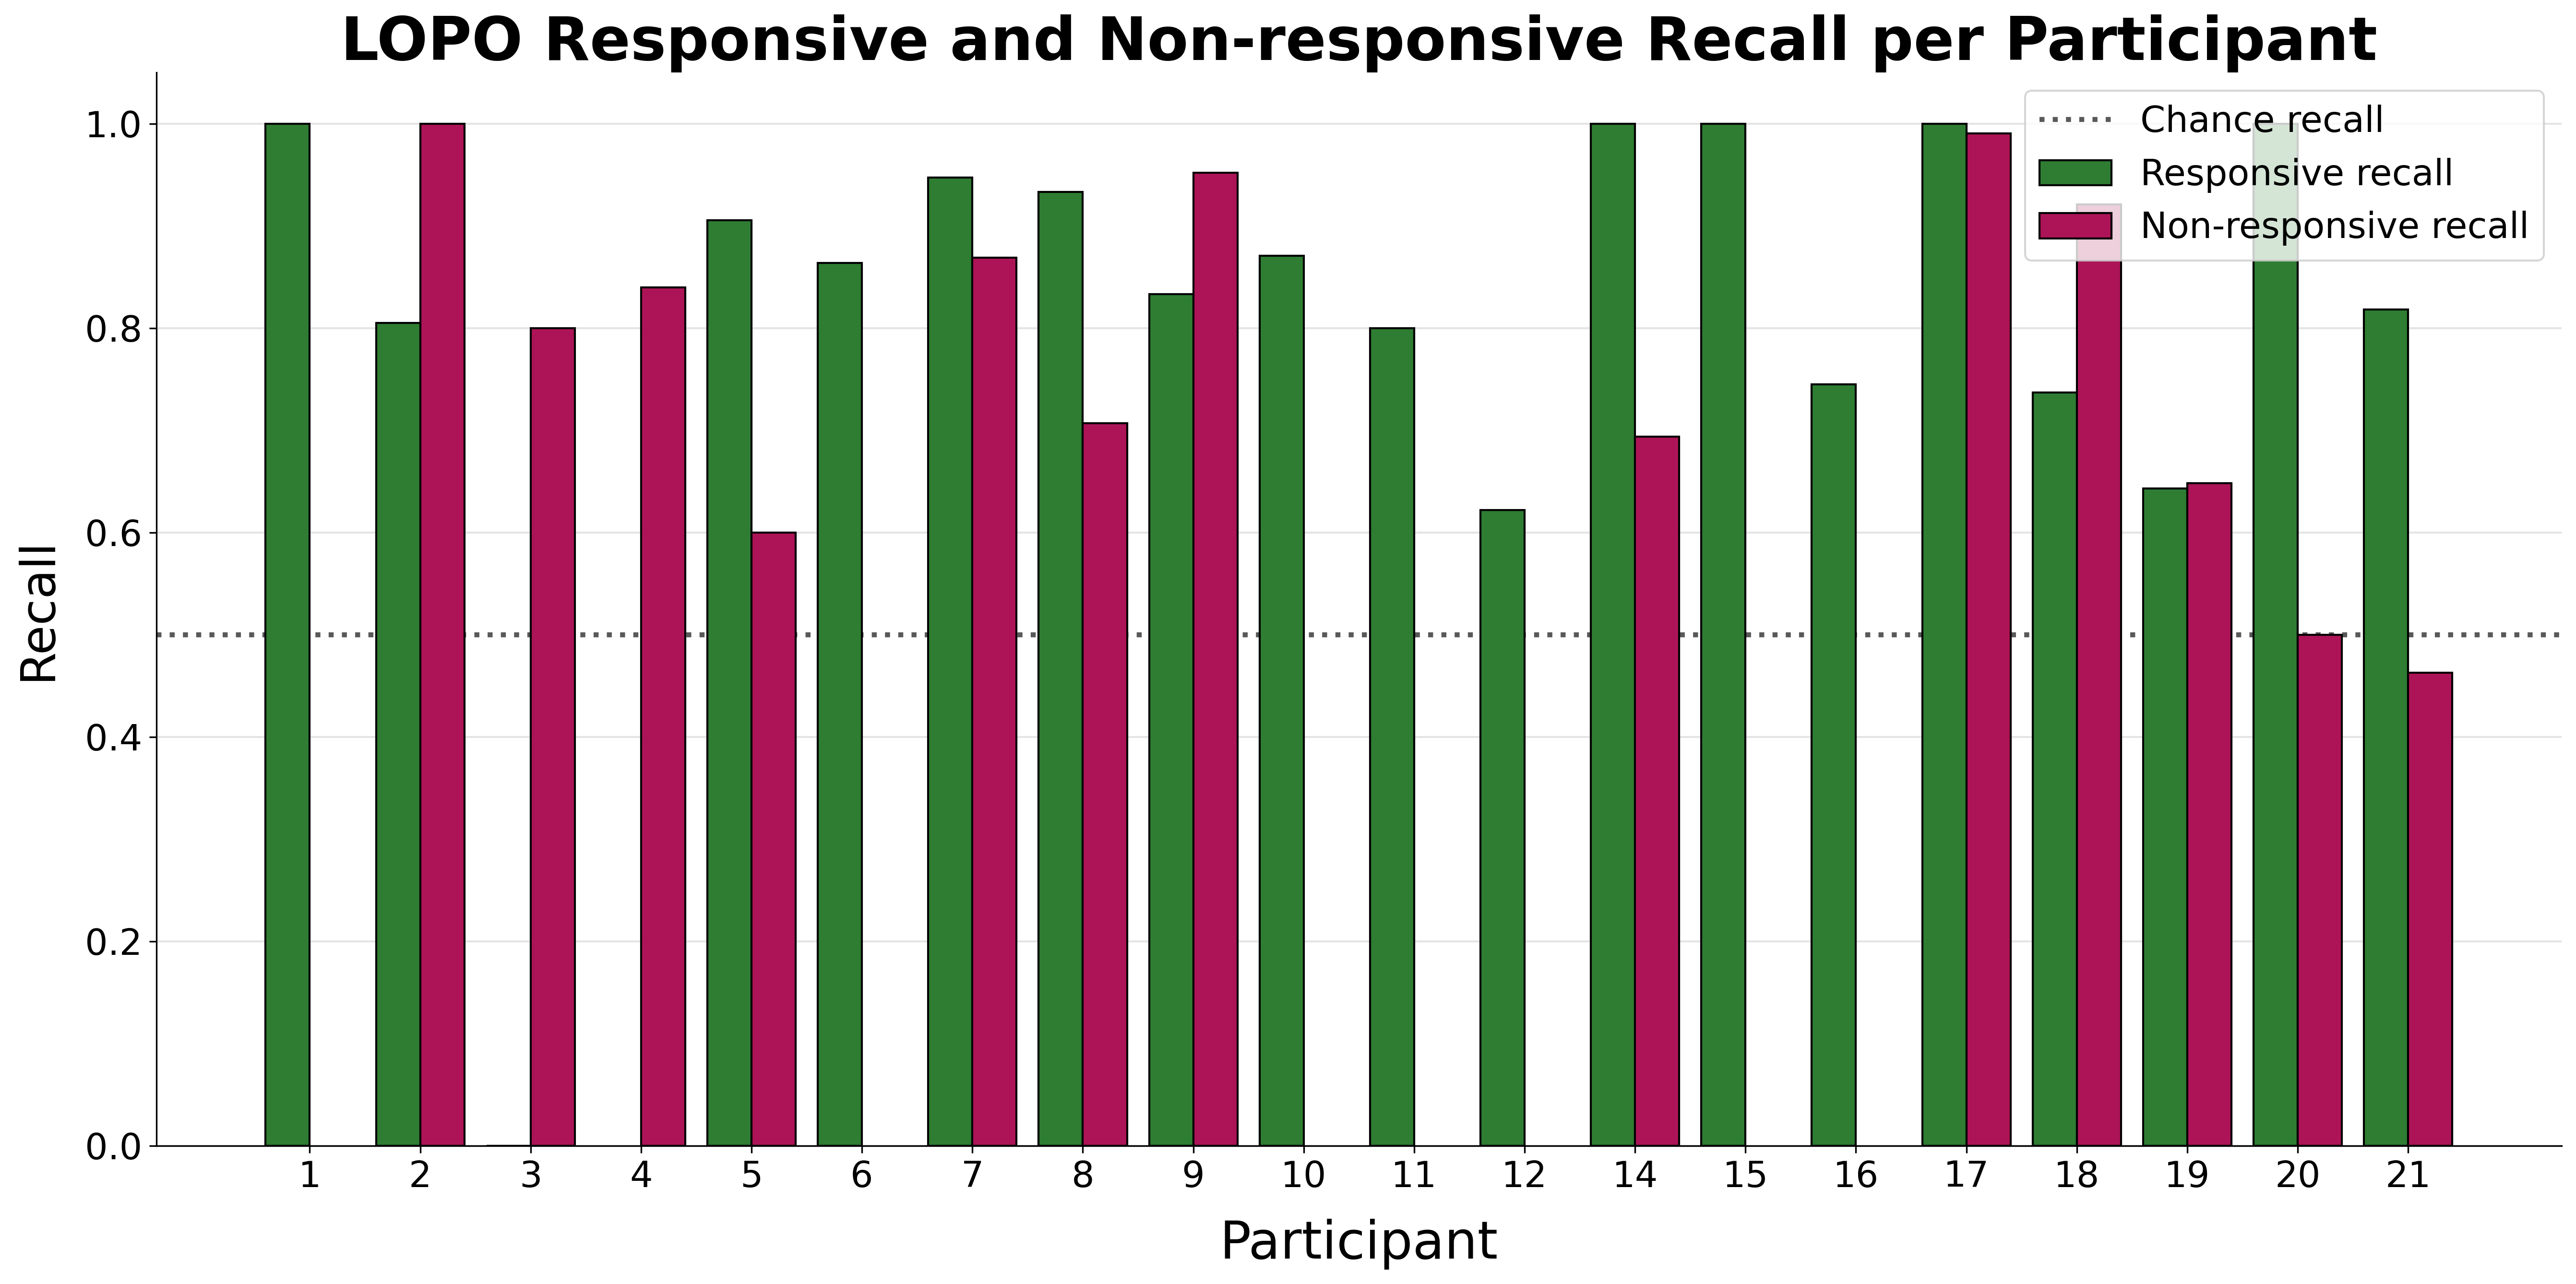 LOPO Responsive and Non-responsive Recall per Participant
Chance recall
Responsive recall
Non-responsive recall
1.0
0.8
0.6
0.4
0.2
0.0
Recall
1 2 3 4 5 6 7 8 9 10 11 12 14 15 16 17 18 19 20 21
Participant